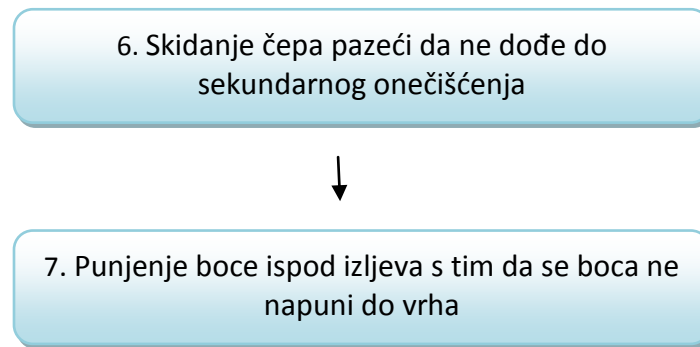 6. Skidanje čepa pazeći da ne dođe do
sekundarnog onečišćenja
7. Punjenje boce ispod izljeva s tim da se boca ne
napuni do vrha